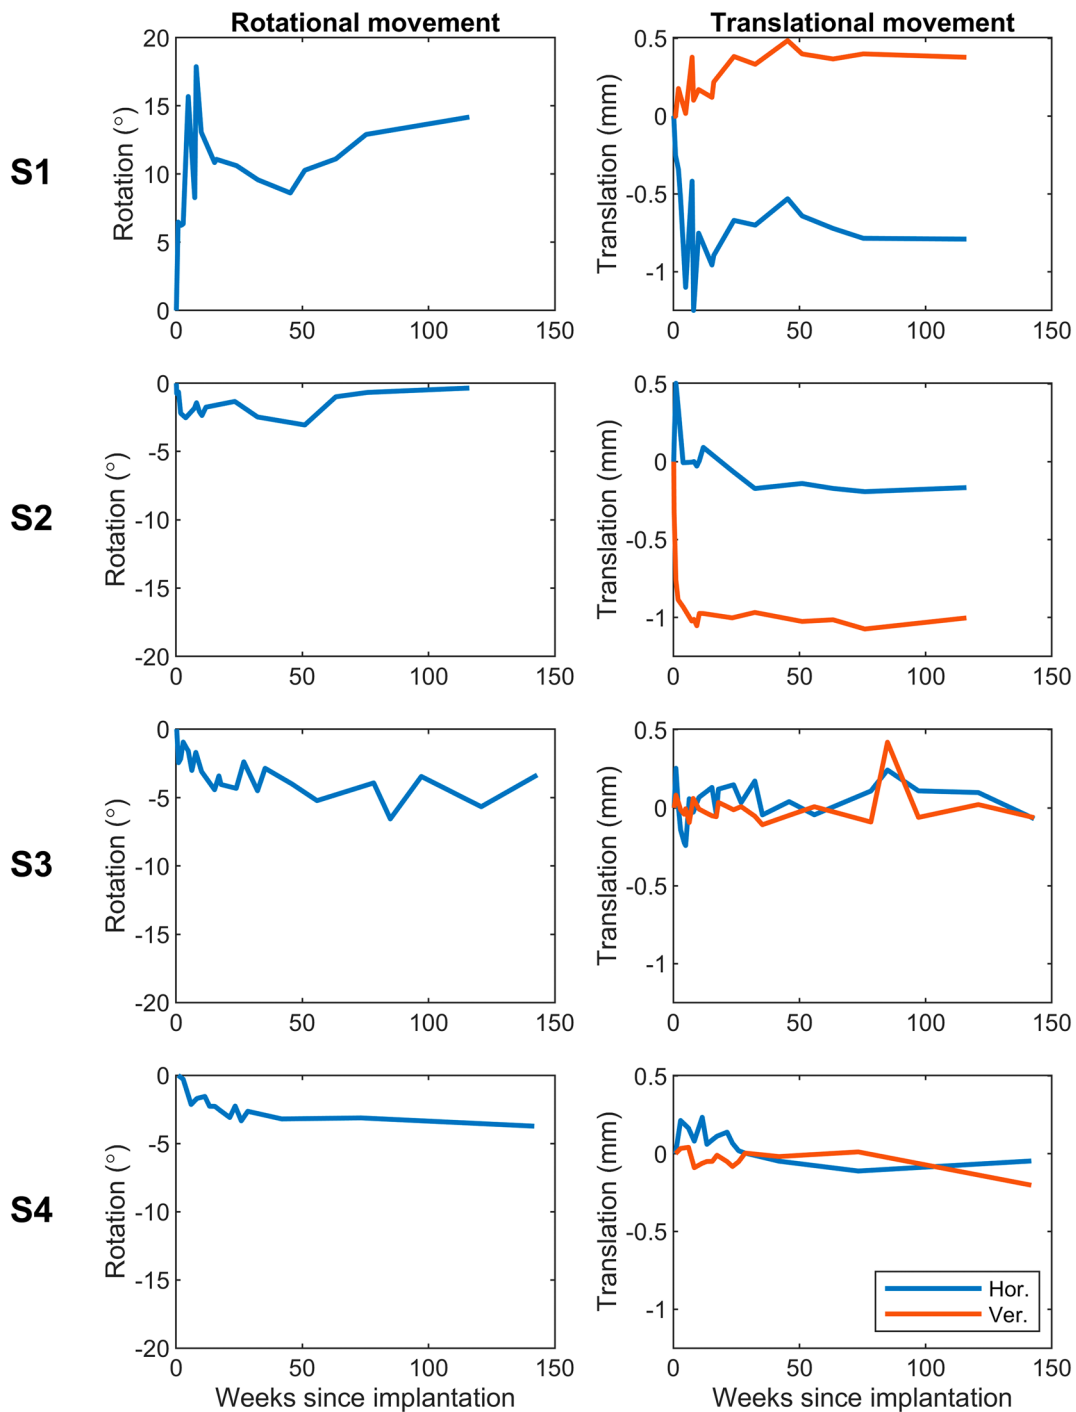 Rotational movement
Translational movement
S1
Rotation (°)
20
15
10
5
0
0 50 100 150
Translation (mm)
0.5
0
-0.5
-1
0 50 100 150
S2
Rotation (°)
0
-5
-10
-15
-20
0 50 100 150
Translation (mm)
0.5
0
-0.5
-1
0 50 100 150
S3
Rotation (°)
0
-5
-10
-15
-20
0 50 100 150
Translation (mm)
0.5
0
-0.5
-1
0 50 100 150
S4
Rotation (°)
0
-5
-10
-15
-20
0 50 100 150
Weeks since implantation
Translation (mm)
0.5
0
-0.5
-1
Hor.
Ver.
0 50 100 150
Weeks since implantation